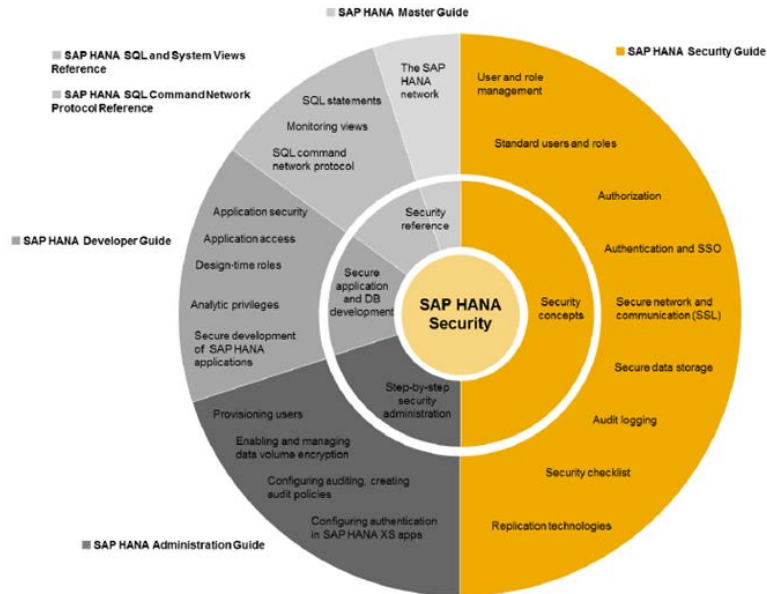 SAP HANA Master Guide
SAP HANA SQL and System Views
Reference
SAP HANA SQL Command Network
Protocol Reference
SAP HANA Security Guide
The SAP
HANA
network
SQL statements
Monitoring views
SQL command
network protocol
Security
reference
User and role
management
Standard users and roles
Authorization
Authentication and SSO
Secure network and
communication (SSL)
Secure data storage
Audit logging
Security checklist
Replication technologies
Security
concepts
SAP HANA
Security
SAP HANA Developer Guide
Application security
Application access
Design-time roles
Analytic privileges
Secure development
of SAP HANA
applications
Secure
application
and DB
development
Step-by-step
security
administration
Provisioning users
Enabling and managing
data volume encryption
Configuring auditing, creating
audit policies
Configuring authentication
in SAP HANA XS apps
SAP HANA Administration Guide